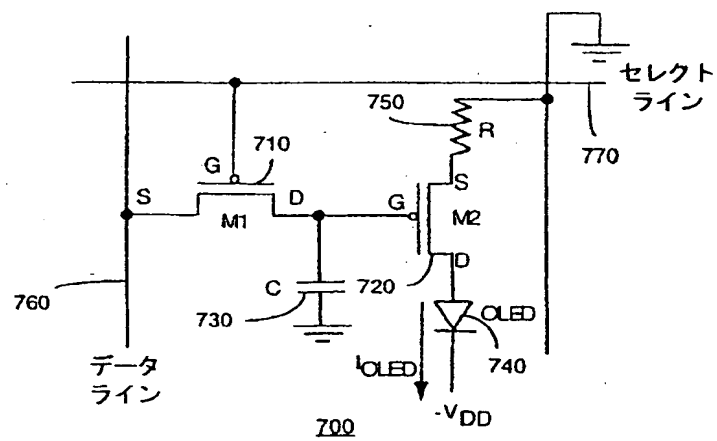 セレクト
ライン
750
R
770
710
G
S
D
M1
G
S
M2
D
760
C
730
720
OLED
740
IOLED
-VDD
データ
ライン
700